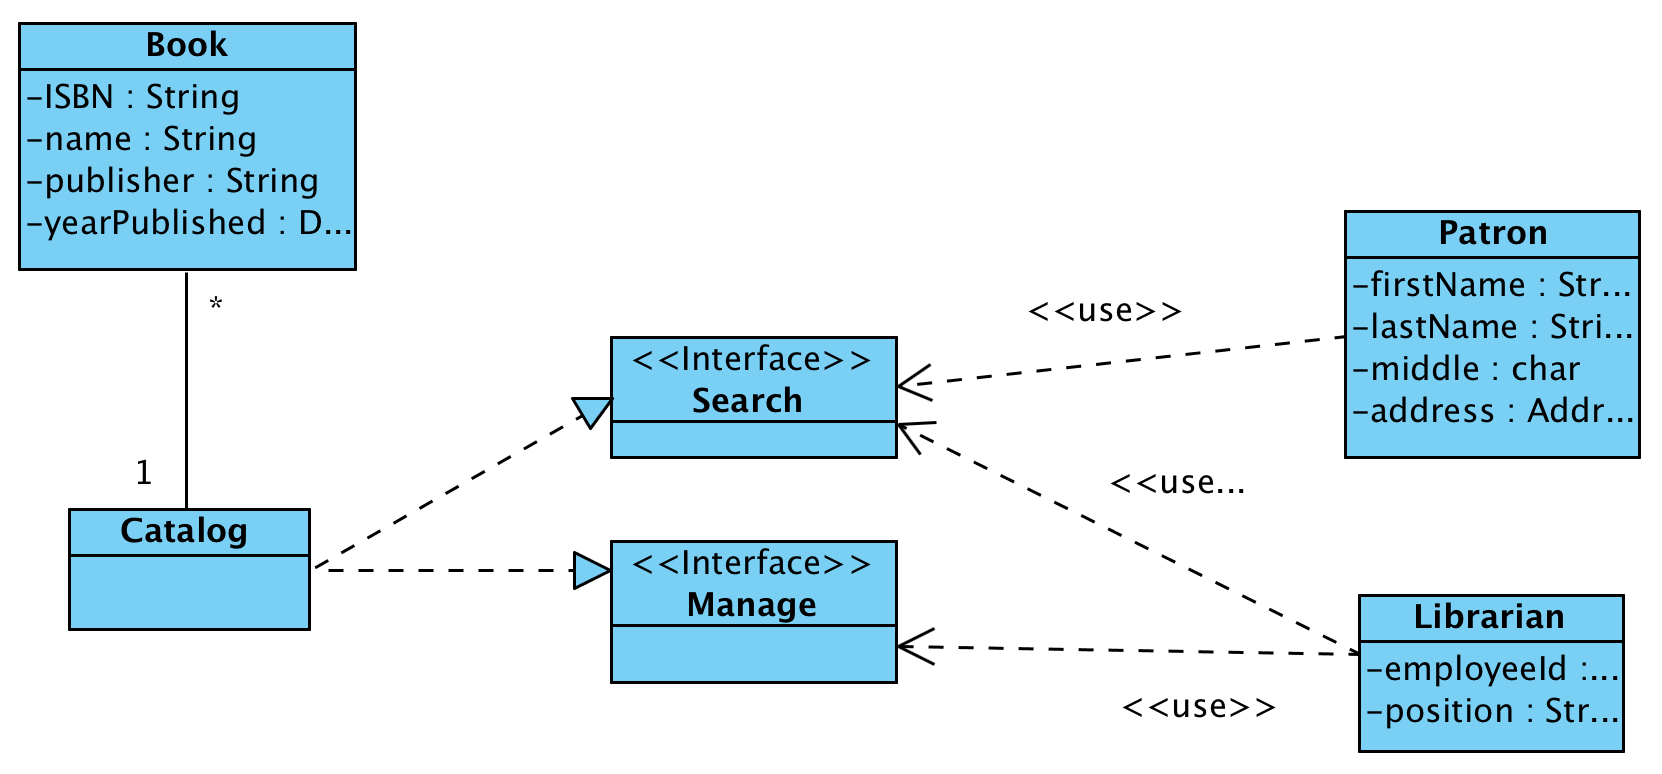 Book
-ISBN : String
-name : String
-publisher : String
-yearPublished : D...
*
1
Catalog
<<Interface>>
Search
<<Interface>>
Manage
<<use>>
<<use...
<<use>>
Patron
-firstName : Str...
-lastName : Stri...
-middle : char
-address : Addr...
Librarian
-employeeId :...
-position : Str...